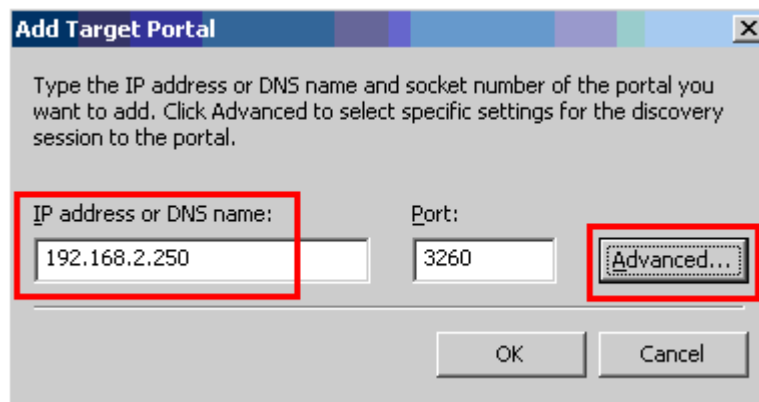 Add Target Portal
Type the IP address or DNS name and socket number of the portal you
want to add. Click Advanced to select specific settings for the discovery
session to the portal.
IP address or DNS name: Port:
192.168.2.250 3260 Advanced...
OK Cancel